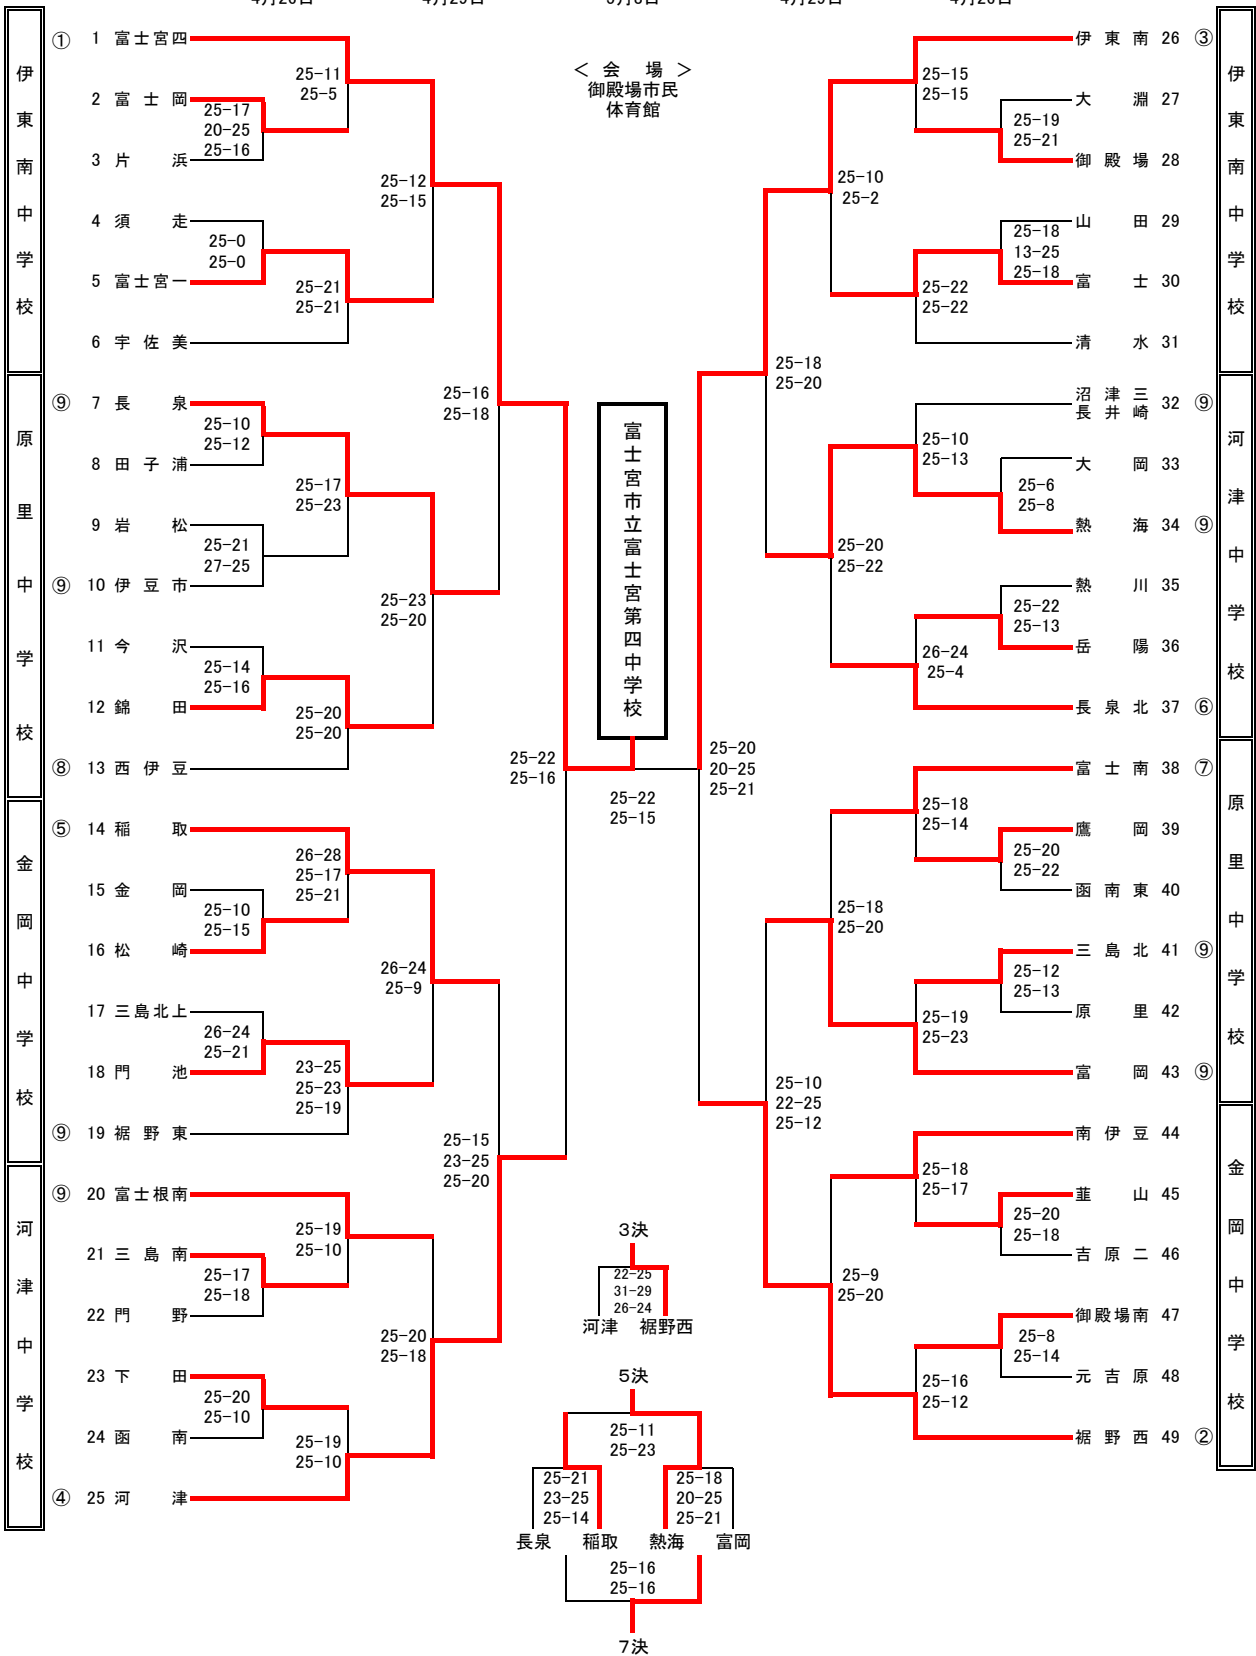 伊東南中学校
原里中学校
金岡中学校
河津中学校
① 1 富士宮四
2 富士岡
3 片浜
4 須走
5 富士宮一
6 宇佐美
⑨ 7 長泉
8 田子浦
9 岩松
⑨ 10 伊豆市
11 今沢
12 錦田
⑧ 13 西伊豆
⑤ 14 稲取
15 金岡
16 松崎
17 三島北上
18 門池
⑨ 19 裾野東
⑨ 20 富士根南
21 三島南
22 門野
23 下田
24 函南
④ 25 河津
25-17
20-25
25-16
25-0
25-0
25-10
25-12
25-21
27-25
25-14
25-16
25-10
25-15
26-24
25-21
25-17
25-18
25-20
25-10
25-11
25-5
25-21
25-21
25-17
25-23
25-20
25-20
26-28
25-17
25-21
23-25
25-23
25-19
25-19
25-10
25-19
25-10
25-12
25-15
25-23
25-20
26-24
25-9
25-20
25-18
25-16
25-18
25-15
23-25
25-20
25-22
25-16
<会場>
御殿場市民
体育館
富士宮市立富士宮第四中学校
25-22
25-15
3決
22-25
31-29
26-24
河津 裾野西
5決
25-11
25-23
25-21
23-25
25-14
25-18
20-25
25-21
長泉 稲取 熱海 富岡
25-16
25-16
7決
25-20
20-25
25-21
25-18
25-20
25-10
22-25
25-12
25-10
25-2
25-20
25-22
25-18
25-20
25-9
25-20
25-15
25-15
25-22
25-22
25-10
25-13
26-24
25-4
25-18
25-14
25-19
25-23
25-18
25-17
25-16
25-12
25-19
25-21
25-18
13-25
25-18
25-6
25-8
25-22
25-13
25-20
25-22
25-12
25-13
25-20
25-18
25-8
25-14
伊東南 26 ③
大淵 27
御殿場 28
山田 29
富士 30
清水 31
沼津三
長井崎 32 ⑨
大岡 33
熱海 34 ⑨
熱川 35
岳陽 36
長泉北 37 ⑥
富士南 38 ⑦
鷹岡 39
函南東 40
三島北 41 ⑨
原里 42
富岡 43 ⑨
南伊豆 44
韮山 45
吉原二 46
御殿場南 47
元吉原 48
裾野西 49 ②
伊東南中学校
河津中学校
原里中学校
金岡中学校